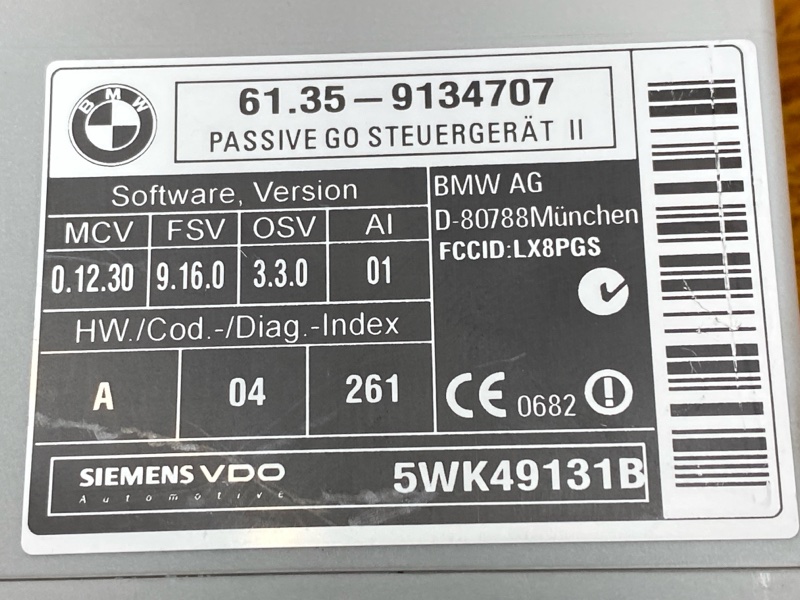 BMW
61.35-9134707
PASSIVE GO STEUERGERÄT II
Software, Version
MCV FSV OSV AI
0.12.30 9.16.0 3.3.0 01
HW./Cod.-/Diag.-Index
A 04 261
BMW AG
D-80788München
FCCID:LX8PGS
CE 0682
SIEMENS VDO
Automotive
5WK49131B